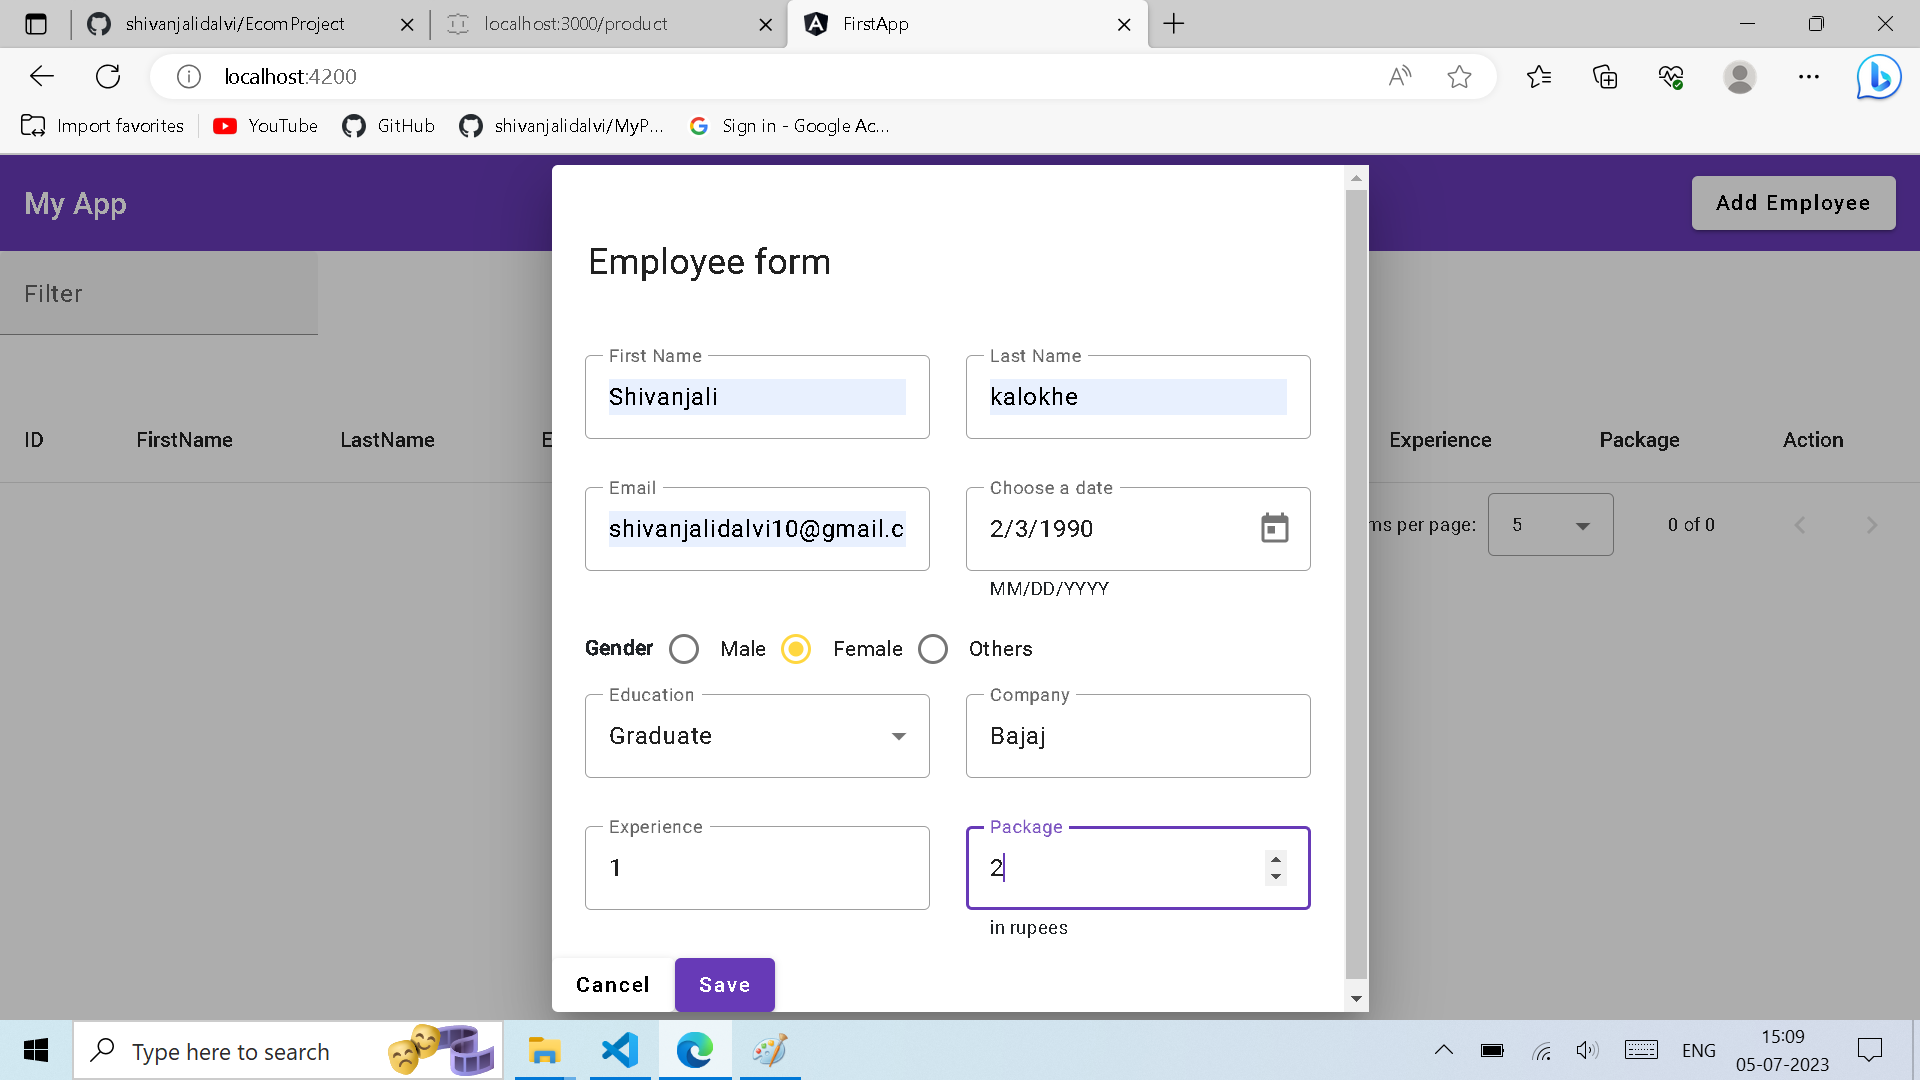 shivanjalidalvi/EcomProject
localhost:3000/product
FirstApp
localhost:4200
Import favorites
YouTube
GitHub
shivanjalidalvi/MyP...
Sign in - Google Ac...
My App
Add Employee
Filter
ID
FirstName
LastName
E
Experience
Package
Action
ms per page:
5
0 of 0
Employee form
First Name
Shivanjali
Last Name
kalokhe
Email
shivanjalidalvi10@gmail.c
Choose a date
2/3/1990
MM/DD/YYYY
Gender
Male
Female
Others
Education
Graduate
Company
Bajaj
Experience
1
Package
2
in rupees
Cancel
Save
Type here to search
ENG
15:09
05-07-2023